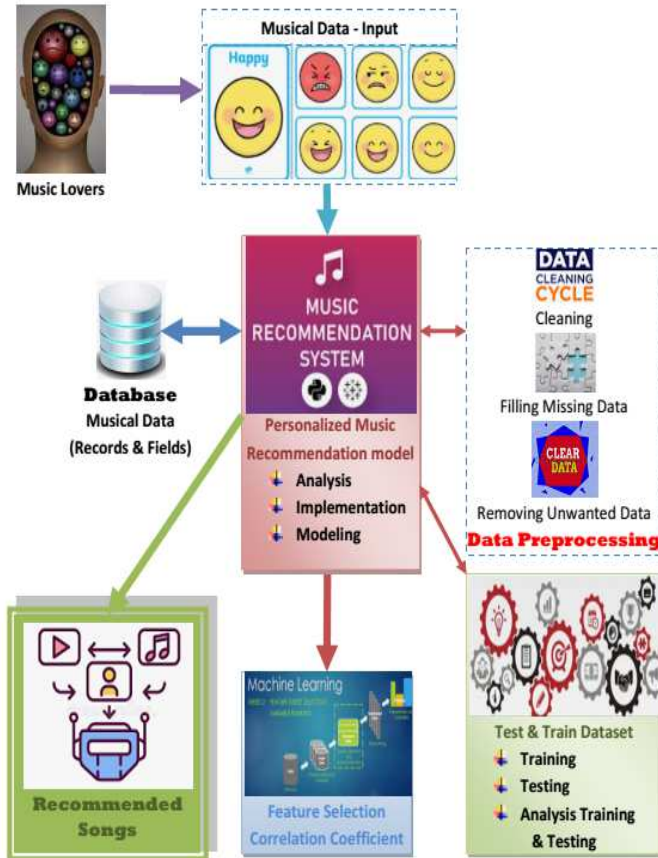 Musical Data - Input
Happy
Music Lovers
MUSIC
RECOMMENDATION
SYSTEM
Personalized Music
Recommendation model
Analysis
Implementation
Modeling
Database
Musical Data
(Records & Fields)
DATA
CLEANING
CYCLE
Cleaning
Filling Missing Data
CLEAR
DATA
Removing Unwanted Data
Data Preprocessing
Recommended
Songs
Machine Learning
Feature Selection
Correlation Coefficient
Test & Train Dataset
Training
Testing
Analysis Training
& Testing